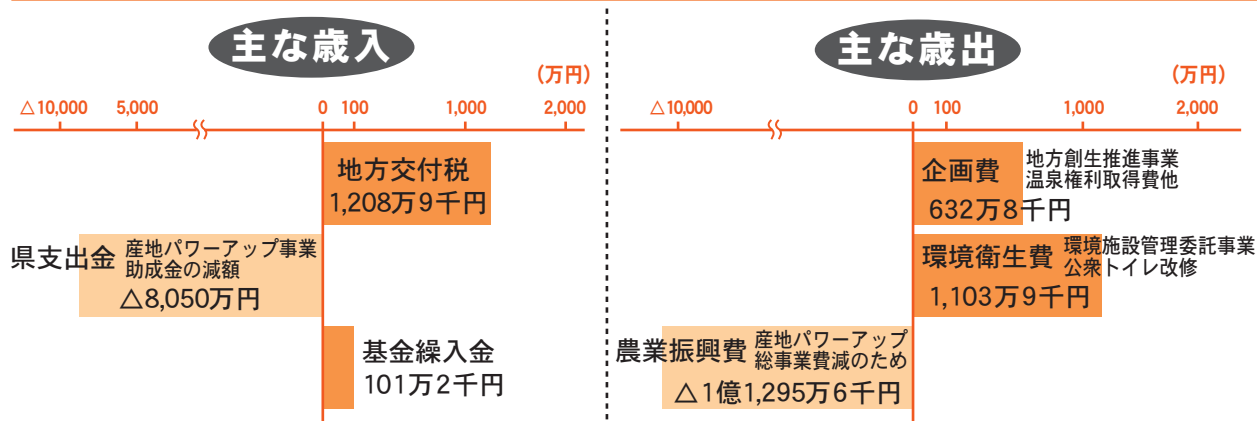 主な歳入
(万円)
△10,000 5,000 0 100 1,000 2,000
地方交付税
1,208万9千円
県支出金 産地パワーアップ事業
助成金の減額
△8,050万円
基金繰入金
101万2千円
主な歳出
(万円)
△10,000 0 100 1,000 2,000
企画費 地方創生推進事業
温泉権利取得費他
632万8千円
環境衛生費 環境施設管理委託事業
公衆トイレ改修
1,103万9千円
農業振興費 産地パワーアップ
総事業費減のため
△1億1,295万6千円